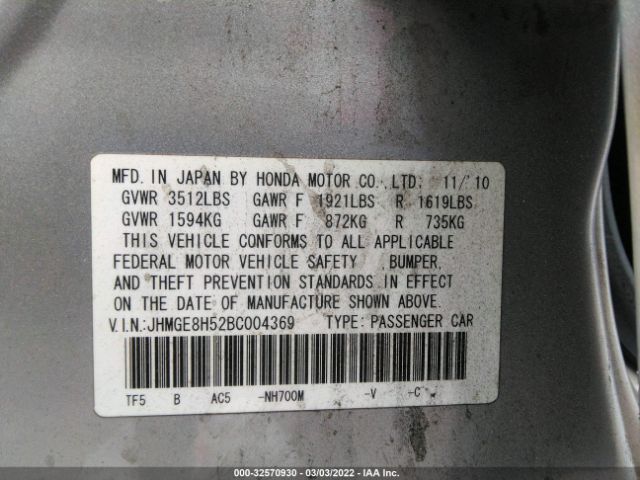 MFD. IN JAPAN BY HONDA MOTOR CO.,LTD. 11/'10
GVWR 3512LBS GAWR F 1921LBS R 1619LBS
GVWR 1594KG GAWR F 872KG R 735KG
THIS VEHICLE CONFORMS TO ALL APPLICABLE
FEDERAL MOTOR VEHICLE SAFETY ,BUMPER,
AND THEFT PREVENTION STANDARDS IN EFFECT
ON THE DATE OF MANUFACTURE SHOWN ABOVE.
V.I.N.:JHMGE8H52BC004369 TYPE: PASSENGER CAR
TF5 B AC5 -NH700M -V -C
000-32570930 - 03/03/2022 - IAA Inc.